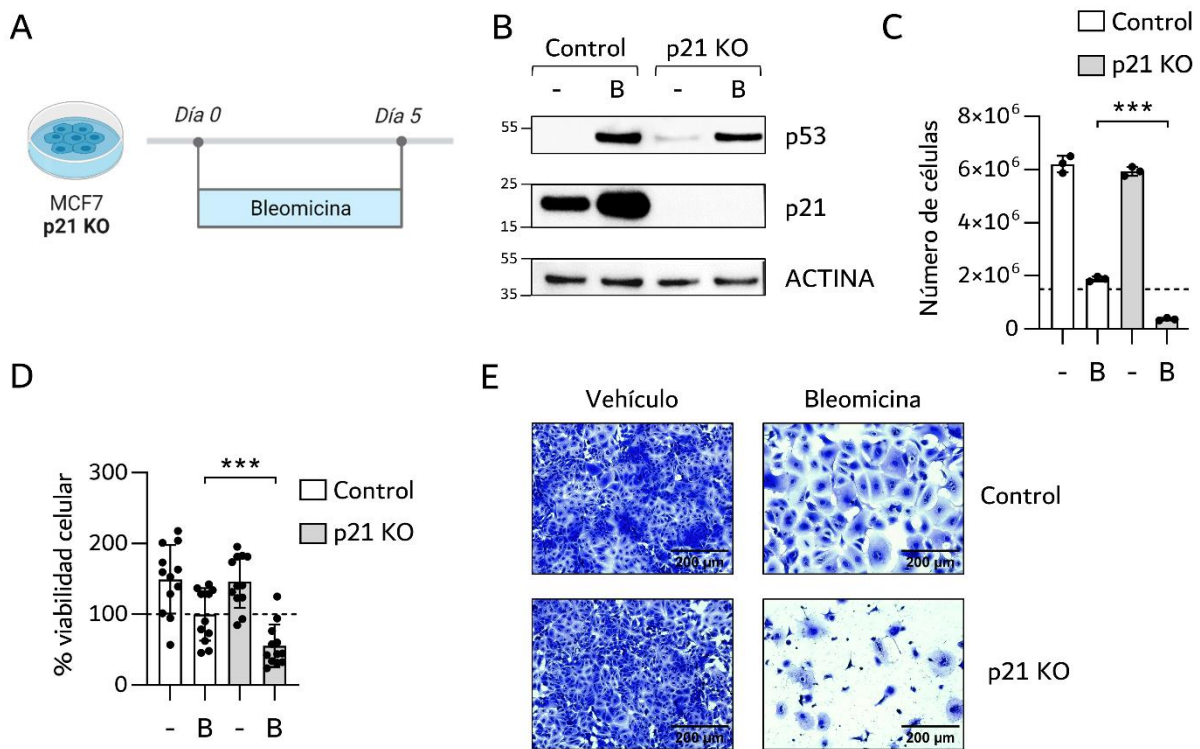 A
Día 0
Día 5
MCF7
p21 KO
Bleomicina
B
Control
p21 KO
-
B
-
B
55
p53
25
p21
15
55
ACTINA
35
C
Control
p21 KO
***
Número de células
8×10⁶
6×10⁶
4×10⁶
2×10⁶
0
-
B
-
B
D
***
Control
p21 KO
% viabilidad celular
300
200
100
0
-
B
-
B
E
Vehículo
Bleomicina
200 µm
200 µm
Control
200 µm
200 µm
p21 KO